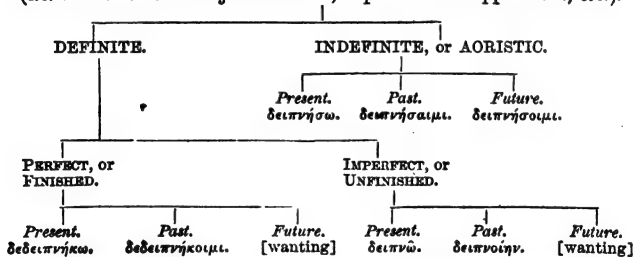 DEFINITE. INDEFINITE, or AORISTIC.
Present. Past. Future.
δειπνήσω. δειπνήσαιμι. δειπνήσοιμι.
PERFECT, or IMPERFECT, or
FINISHED. UNFINISHED.
Present. Past. Future. Present. Past. Future.
δεδειπνήκω. δεδειπνήκοιμι. [wanting] δειπνῶ. δειπνοίην. [wanting]